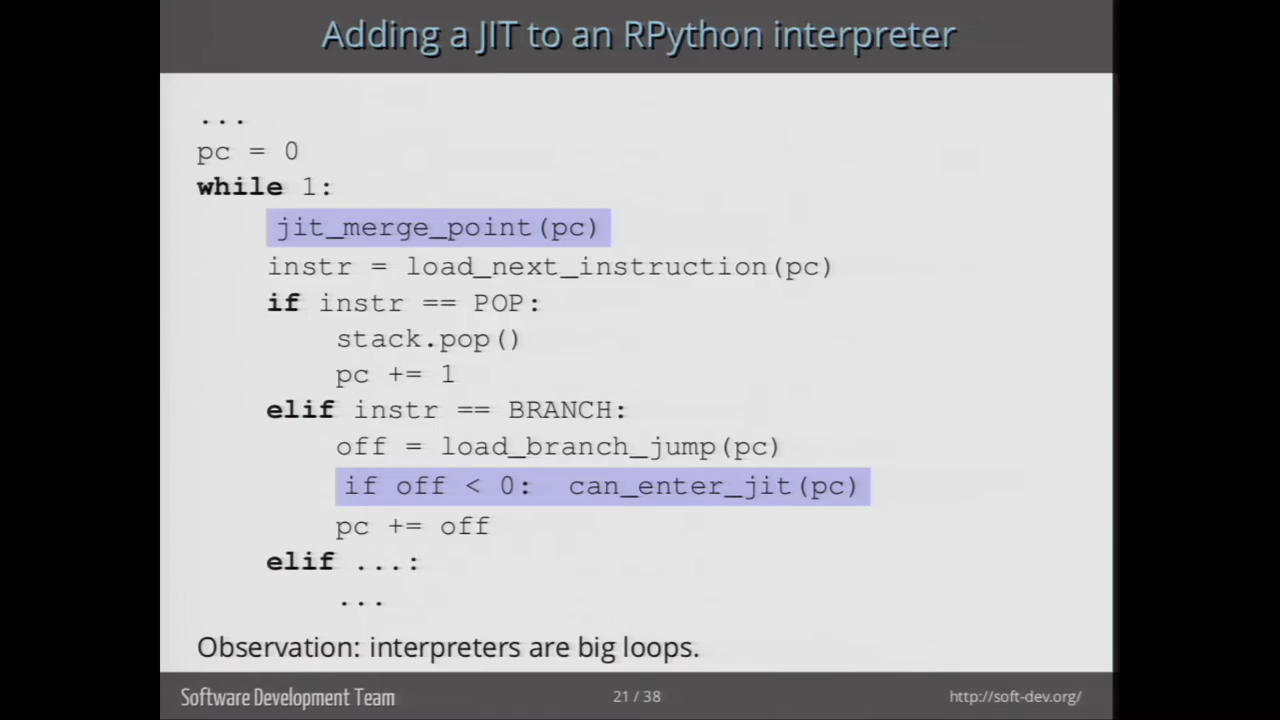 Adding a JIT to an RPython interpreter
...
pc = 0
while 1:
jit_merge_point(pc)
instr = load_next_instruction(pc)
if instr == POP:
stack.pop()
pc += 1
elif instr == BRANCH:
off = load_branch_jump(pc)
if off < 0: can_enter_jit(pc)
pc += off
elif ...:
...
Observation: interpreters are big loops.
Software Development Team
21 / 38
http://soft-dev.org/